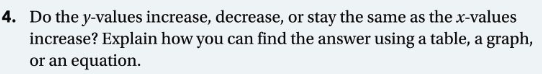 4. Do the y-values increase, decrease, or stay the same as the x-values
increase? Explain how you can find the answer using a table, a graph,
or an equation.